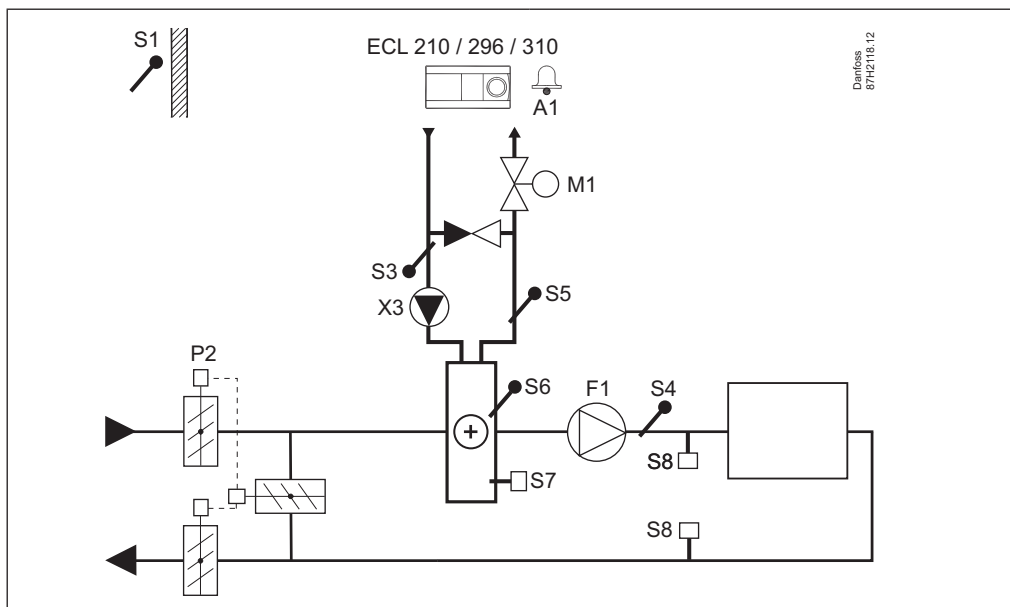 S1
ECL 210 / 296 / 310
A1
Danfoss
87H2118.12
M1
S3
S5
X3
P2
S6
F1
S4
S8
S7
S8